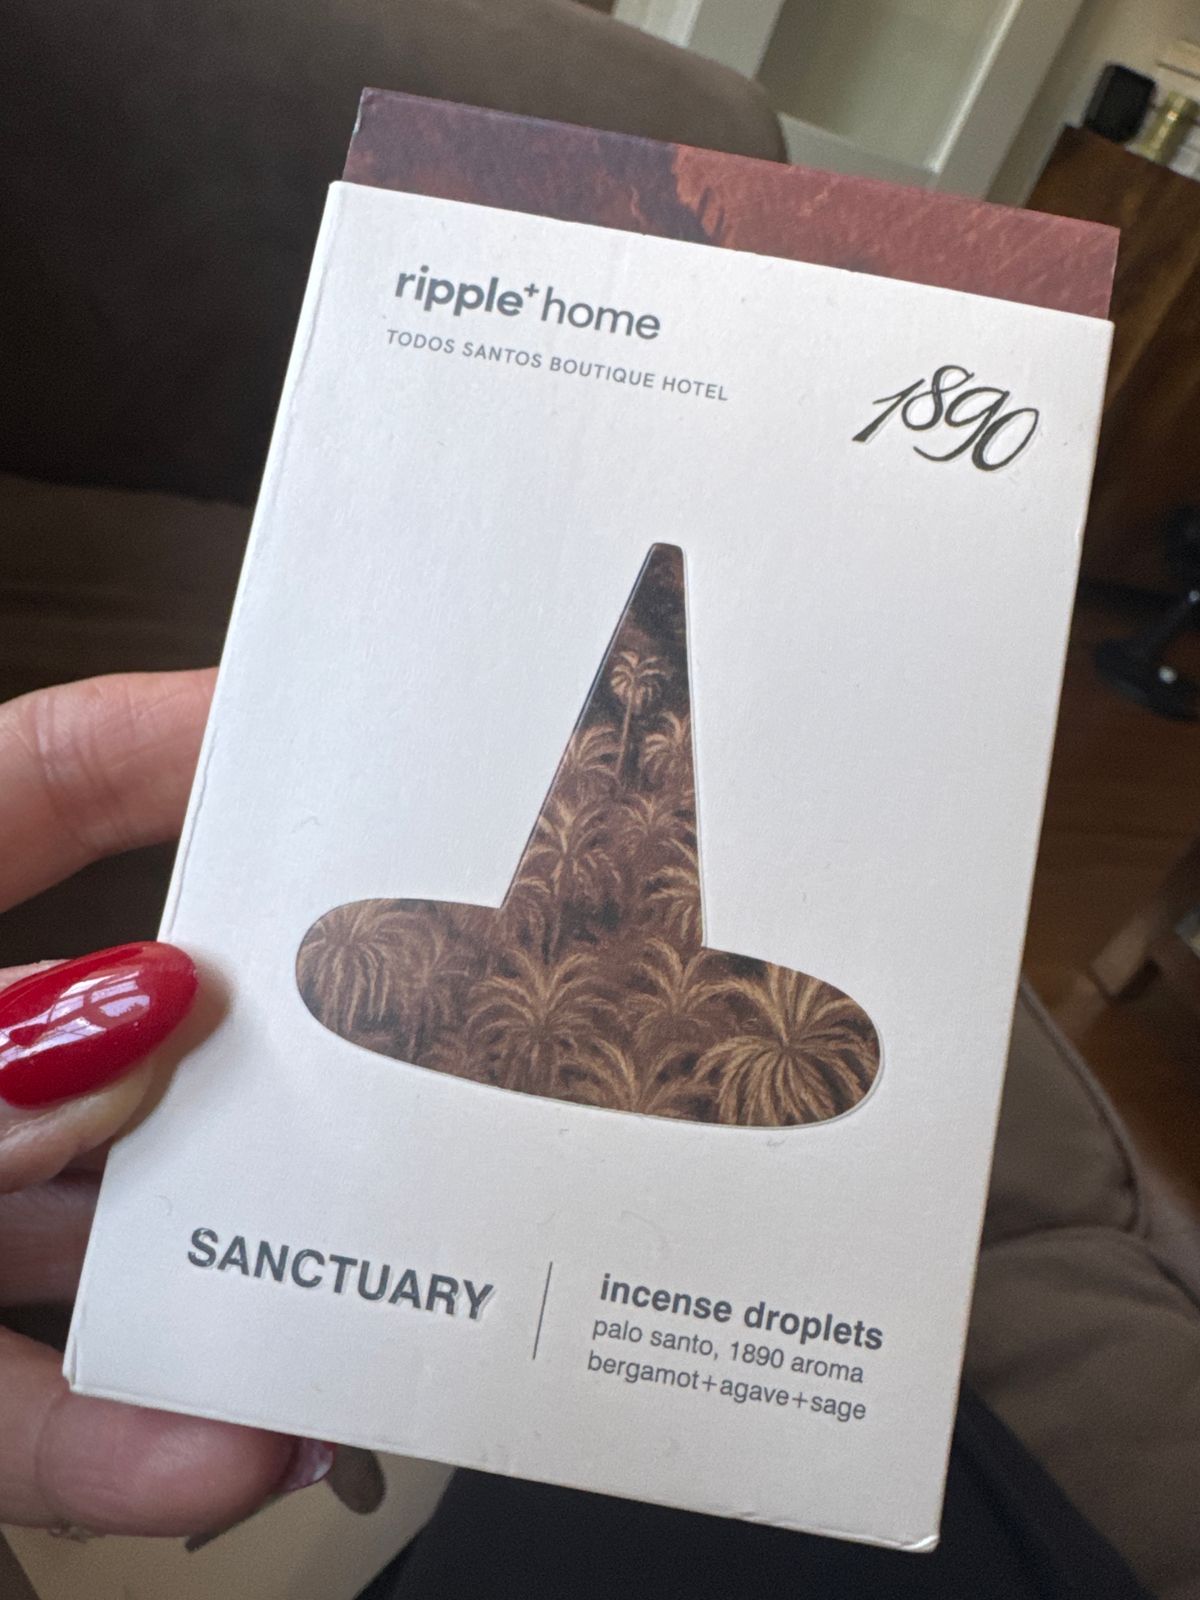 ripple+home
TODOS SANTOS BOUTIQUE HOTEL
1890
SANCTUARY
incense droplets
palo santo, 1890 aroma
bergamot+agave+sage